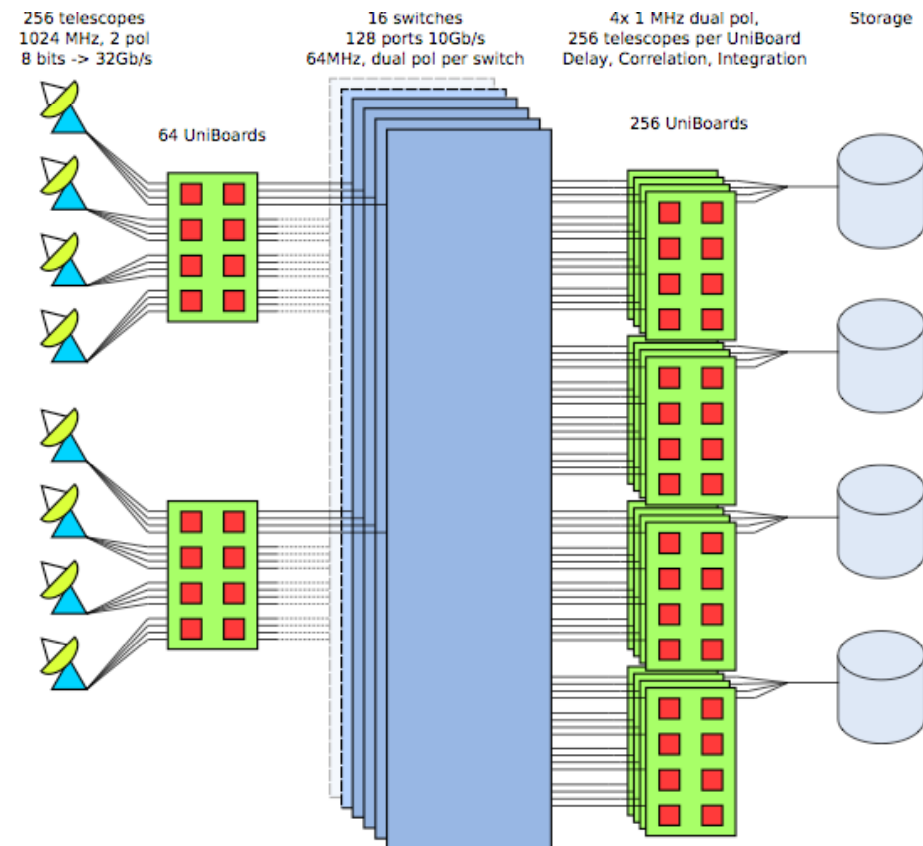 256 telescopes
1024 MHz, 2 pol
8 bits -> 32Gb/s
16 switches
128 ports 10Gb/s
64MHz, dual pol per switch
4x 1 MHz dual pol,
256 telescopes per UniBoard
Delay, Correlation, Integration
Storage
64 UniBoards
256 UniBoards